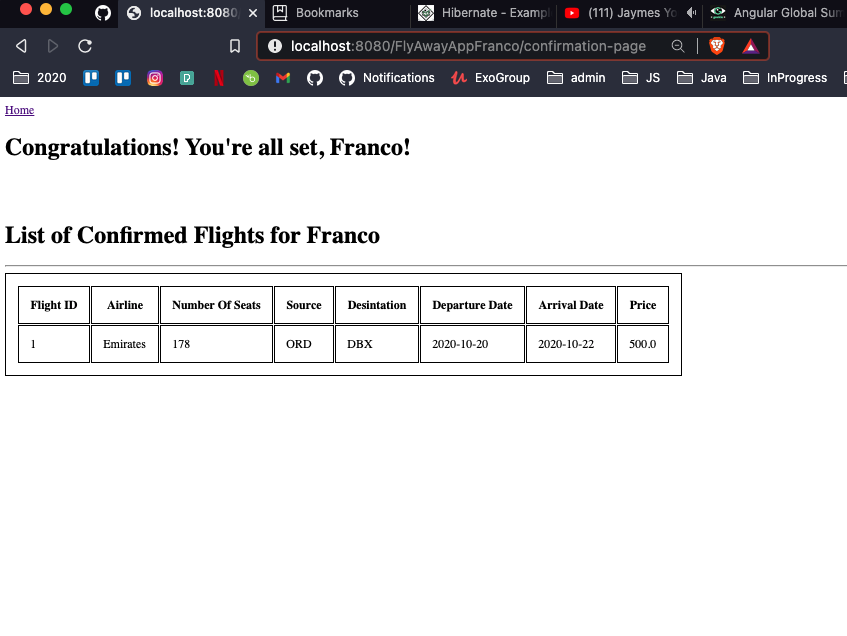 localhost:8080
Bookmarks
Hibernate - Exampl
(111) Jaymes Yo
Angular Global Sum
localhost:8080/FlyAwayAppFranco/confirmation-page
2020
Notifications
ExoGroup
admin
JS
Java
InProgress
Home
Congratulations! You're all set, Franco!
List of Confirmed Flights for Franco
Flight ID Airline Number Of Seats Source Desintation Departure Date Arrival Date Price
1 Emirates 178 ORD DBX 2020-10-20 2020-10-22 500.0